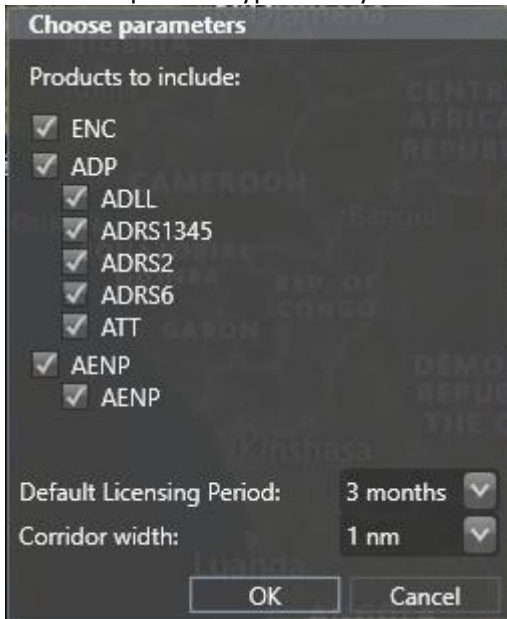 Choose parameters
Products to include:
ENC
ADP
ADLL
ADRS1345
ADRS2
ADRS6
ATT
AENP
AENP
Default Licensing Period: 3 months
Corridor width: 1 nm
OK Cancel